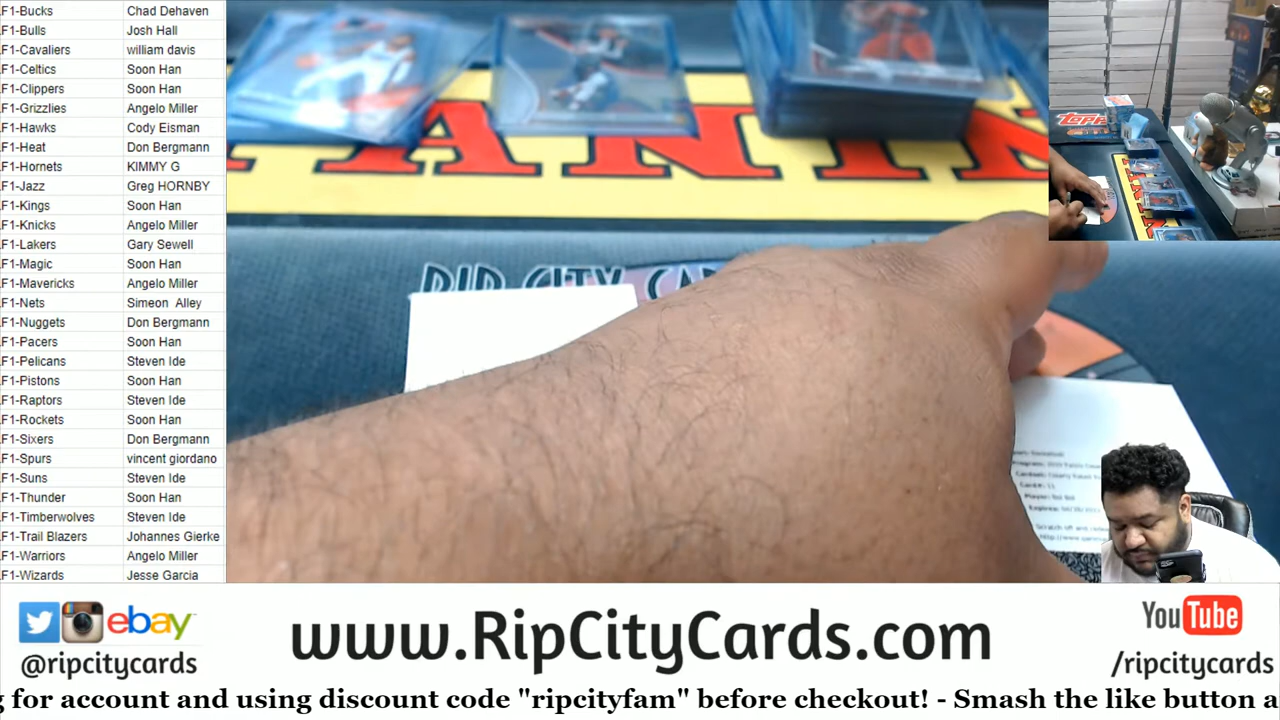 F1-Bucks Chad Dehaven
F1-Bulls Josh Hall
F1-Cavaliers william davis
F1-Celtics Soon Han
F1-Clippers Soon Han
F1-Grizzlies Angelo Miller
F1-Hawks Cody Eisman
F1-Heat Don Bergmann
F1-Hornets KIMMY G
F1-Jazz Greg HORNBY
F1-Kings Soon Han
F1-Knicks Angelo Miller
F1-Lakers Gary Sewell
F1-Magic Soon Han
F1-Mavericks Angelo Miller
F1-Nets Simeon Alley
F1-Nuggets Don Bergmann
F1-Pacers Soon Han
F1-Pelicans Steven Ide
F1-Pistons Soon Han
F1-Raptors Steven Ide
F1-Rockets Soon Han
F1-Sixers Don Bergmann
F1-Spurs vincent giordano
F1-Suns Steven Ide
F1-Thunder Soon Han
F1-Timberwolves Steven Ide
F1-Trail Blazers Johannes Gierke
F1-Warriors Angelo Miller
F1-Wizards Jesse Garcia
ANIN
TOPPS
RIP CITY CA
ebay
@ripcitycards
www.RipCityCards.com
YouTube
/ripcitycards
g for account and using discount code "ripcityfam" before checkout! - Smash the like button a